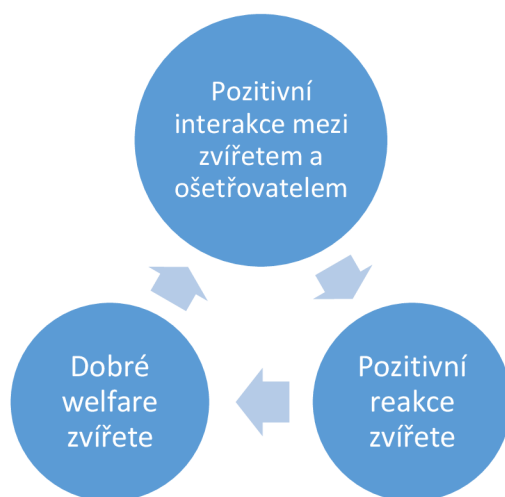 Pozitivní
interakce mezi
zvířetem a
ošetřovatelem
Dobré
welfare
zvířete
Pozitivní
reakce
zvířete